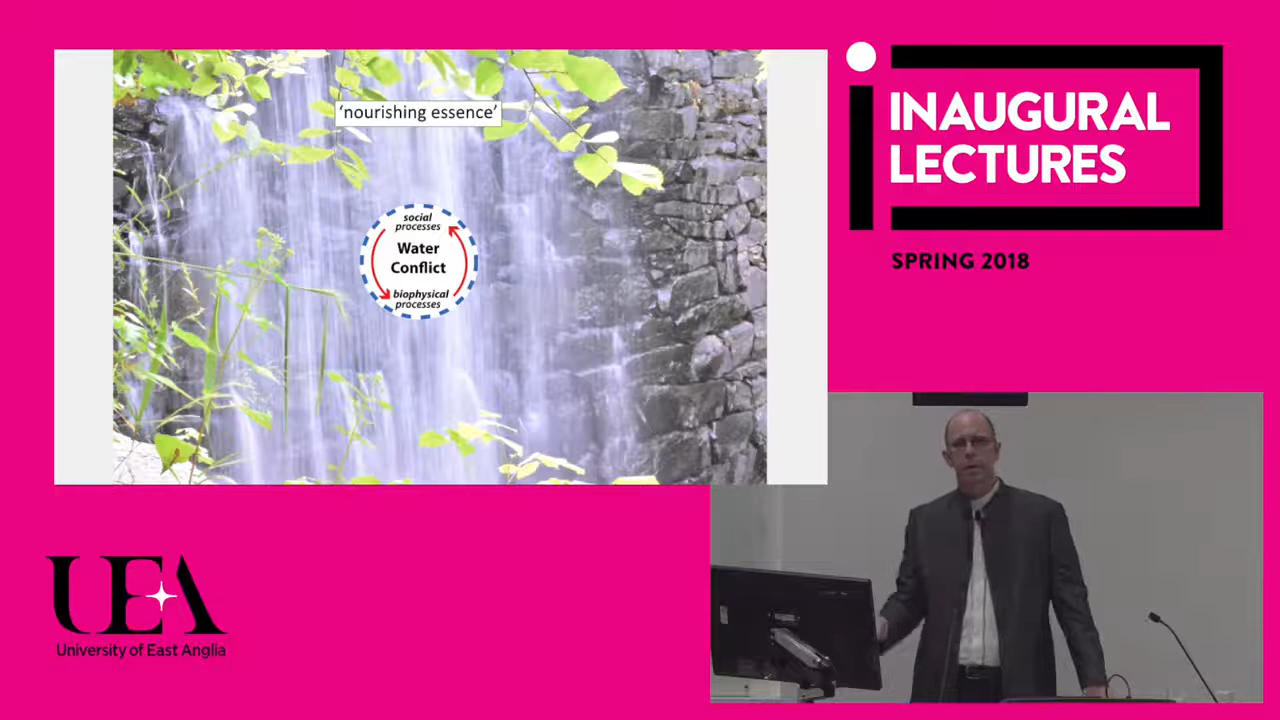 'nourishing essence'
social
processes
Water
Conflict
biophysical
processes
INAUGURAL
LECTURES
SPRING 2018
UEA
University of East Anglia